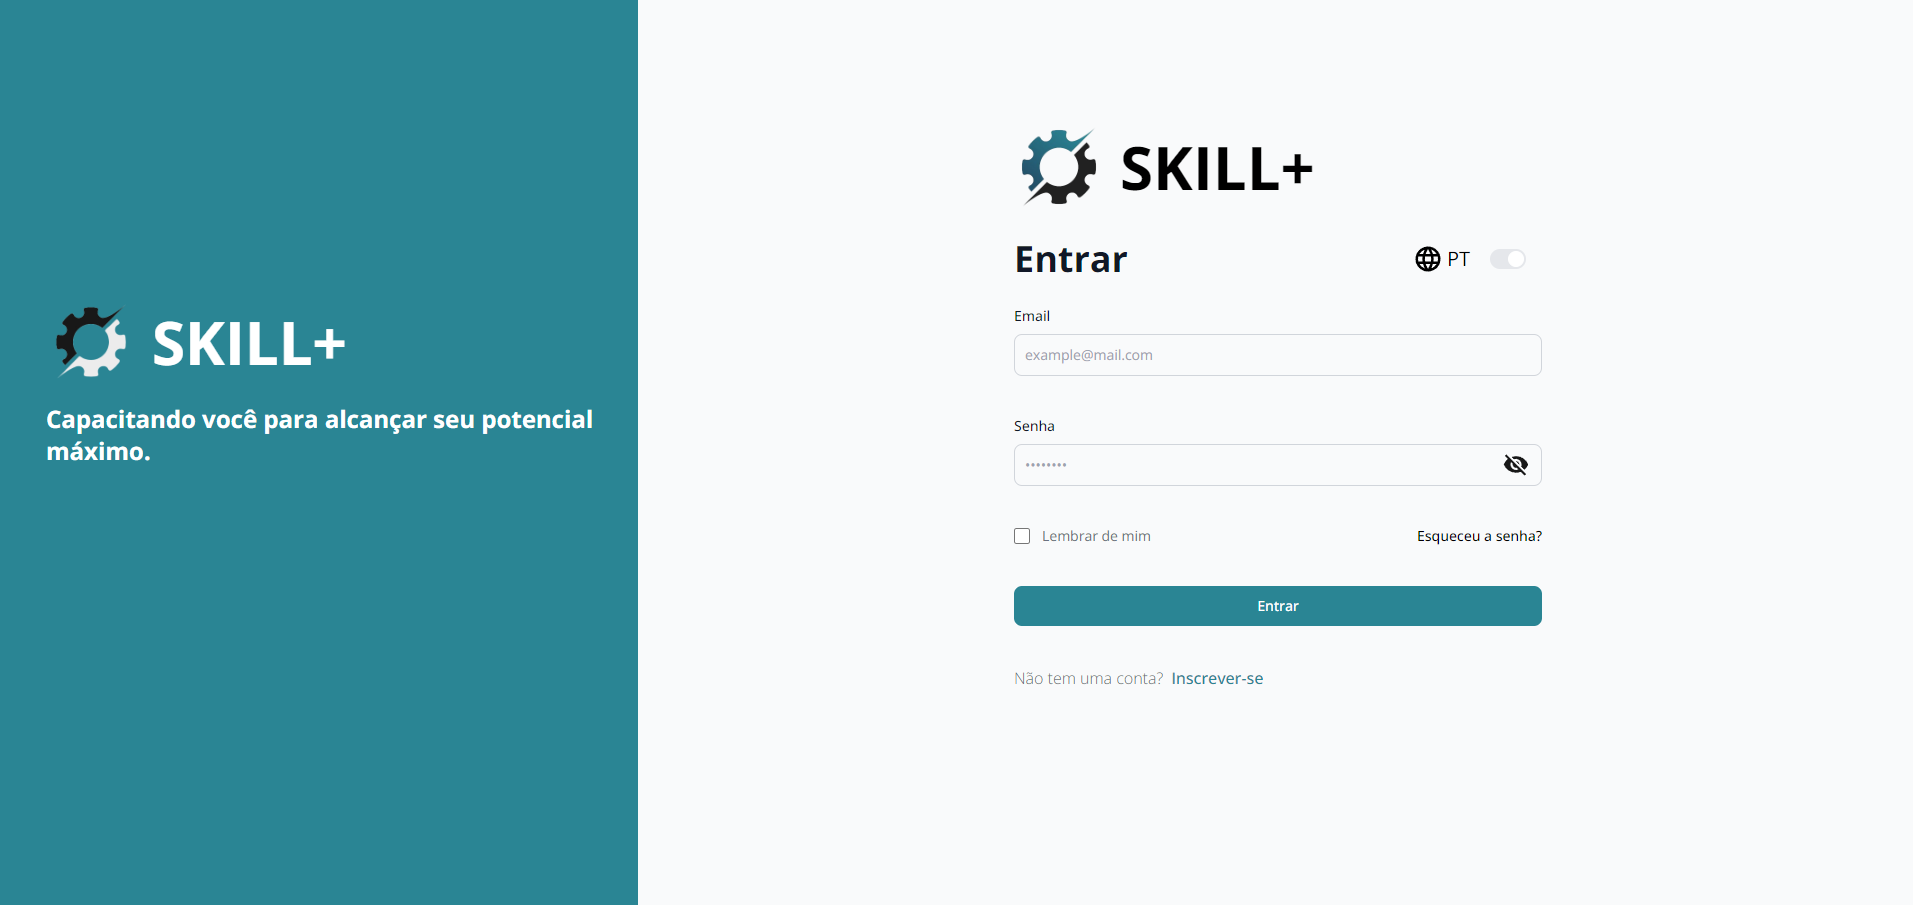 SKILL+
Capacitando você para alcançar seu potencial
máximo.
SKILL+
Entrar
PT
Email
example@mail.com
Senha
••••••••
Lembrar de mim
Esqueceu a senha?
Entrar
Não tem uma conta? Inscrever-se